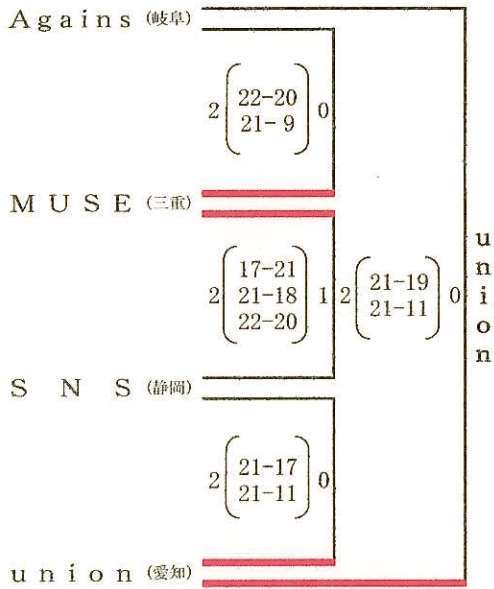 Agains (岐阜)
2 22-20 0
21- 9
MUSE (三重)
2 17-21 1
21-18
22-20
2 21-19 0
21-11
union
SNS (静岡)
2 21-17 0
21-11
union (愛知)